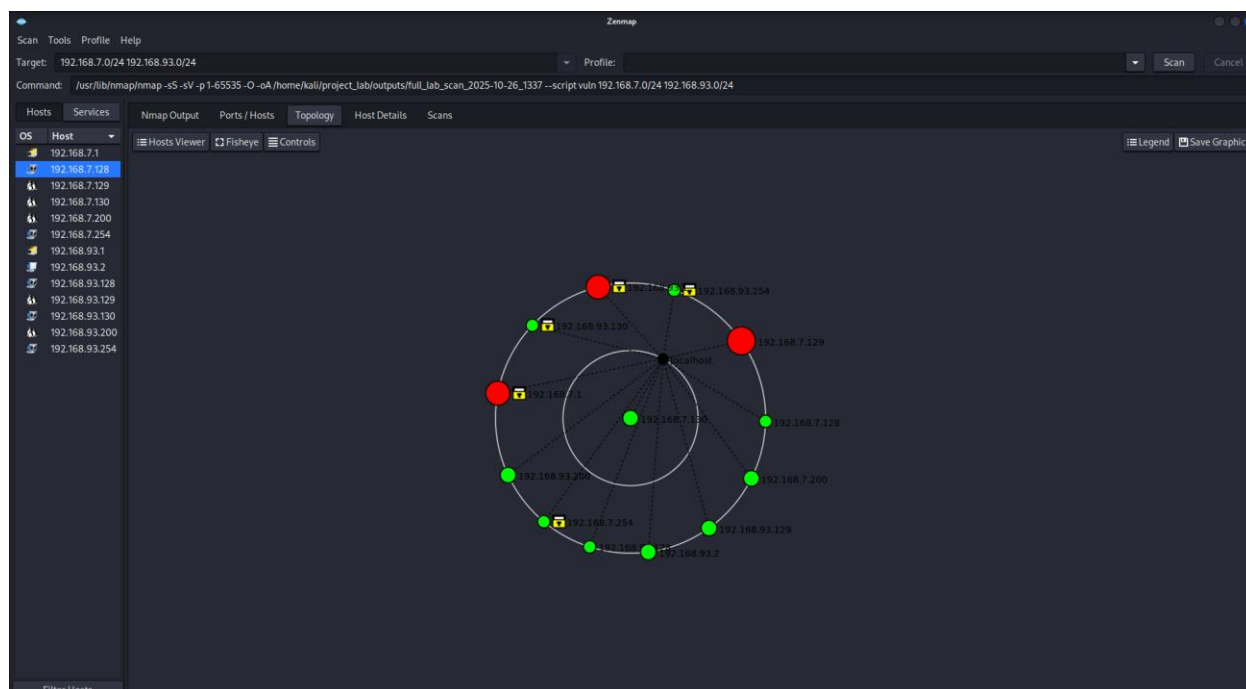 Zenmap
Scan Tools Profile Help
Target: 192.168.7.0/24 192.168.93.0/24 Profile: Scan Cancel
Command: /usr/lib/nmap/nmap -sS -sV -p 1-65535 -O -oA /home/kali/project_lab/outputs/full_lab_scan_2025-10-26_1337 --script vuln 192.168.7.0/24 192.168.93.0/24
Hosts Services Nmap Output Ports / Hosts Topology Host Details Scans
OS Host
Hosts Viewer Fisheye Controls Legend Save Graphic
192.168.7.1
192.168.7.128
192.168.7.129
192.168.7.130
192.168.7.200
192.168.7.254
192.168.93.1
192.168.93.2
192.168.93.128
192.168.93.129
192.168.93.130
192.168.93.200
192.168.93.254
192.168.93.254
192.168.93.130
192.168.7.129
localhost
192.168.7.1
192.168.7.130
192.168.7.128
192.168.93.200
192.168.7.200
192.168.7.254
192.168.93.129
192.168.93.2
Filter Hosts